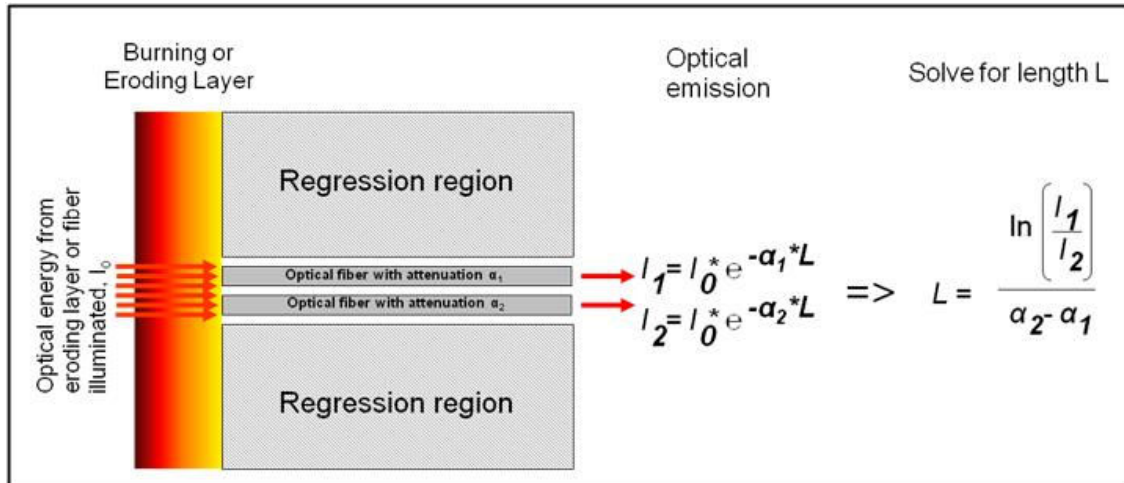 Burning or
Eroding Layer
Optical
emission
Solve for length L
Optical energy from
eroding layer or fiber
illuminated, I₀
Regression region
Optical fiber with attenuation α₁
Optical fiber with attenuation α₂
Regression region
I₁= I₀* e^-α₁*L
I₂= I₀* e^-α₂*L
=>
L = ln(I₁/I₂) / α₂- α₁